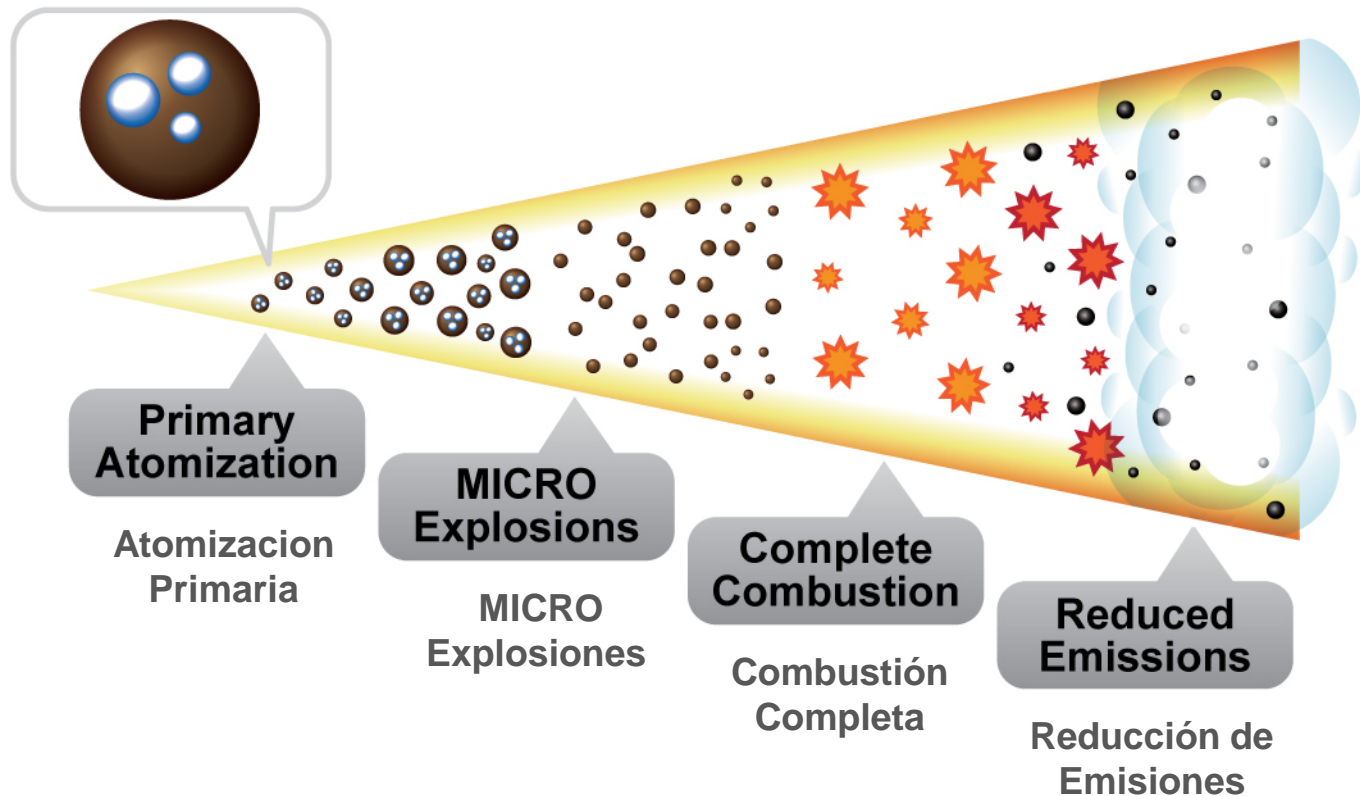 Primary
Atomization
Atomizacion
Primaria
MICRO
Explosions
MICRO
Explosiones
Complete
Combustion
Combustión
Completa
Reduced
Emissions
Reducción de
Emisiones